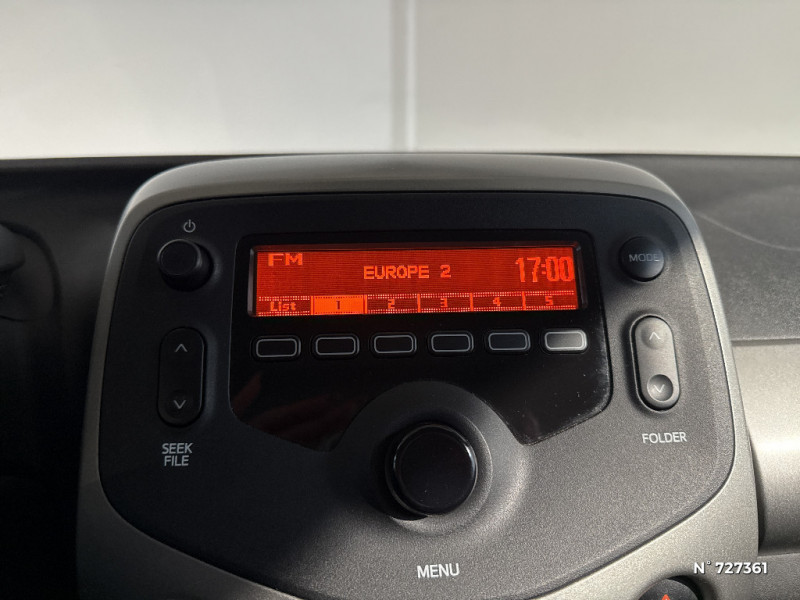 FM
EUROPE 2
17:00
List 1 2 3 4 5
MODE
SEEK
FILE
FOLDER
MENU
N° 727361